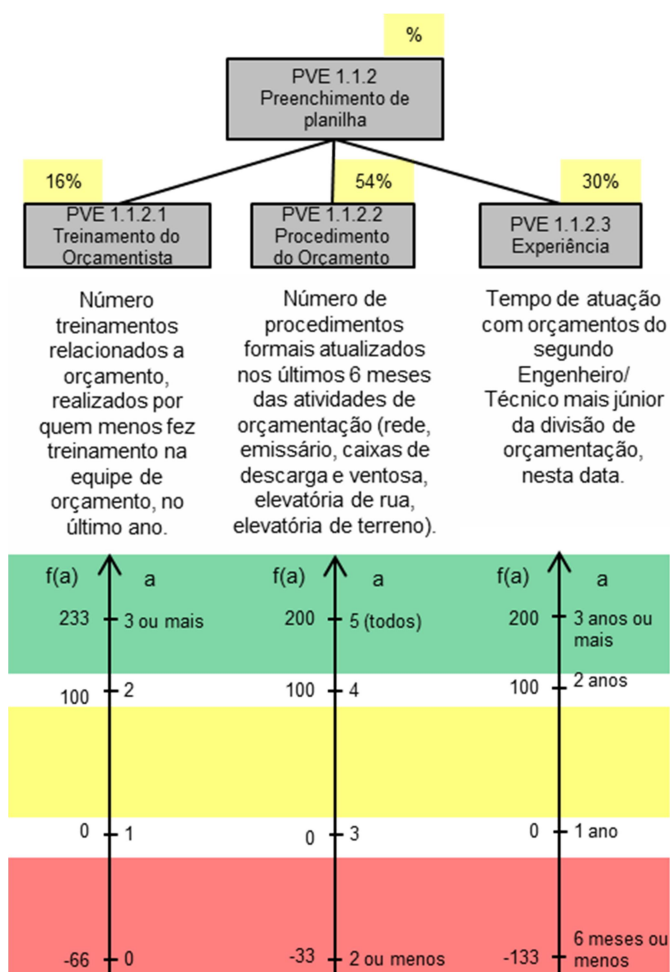 %
PVE 1.1.2
Preenchimento de
planilha
16%
54%
30%
PVE 1.1.2.1
Treinamento do
Orçamentista
PVE 1.1.2.2
Procedimento
do Orçamento
PVE 1.1.2.3
Experiência
Número
treinamentos
relacionados a
orçamento,
realizados por
quem menos fez
treinamento na
equipe de
orçamento, no
último ano.
Número de
procedimentos
formais atualizados
nos últimos 6 meses
das atividades de
orçamentação (rede,
emissário, caixas de
descarga e ventosa,
elevatória de rua,
elevatória de terreno).
Tempo de atuação
com orçamentos do
segundo
Engenheiro/
Técnico mais júnior
da divisão de
orçamentação,
nesta data.
f(a) a
233 3 ou mais
100 2
0 1
-66 0
f(a) a
200 5 (todos)
100 4
0 3
-33 2 ou menos
f(a) a
200 3 anos ou
mais
100 2 anos
0 1 ano
-133 6 meses ou
menos